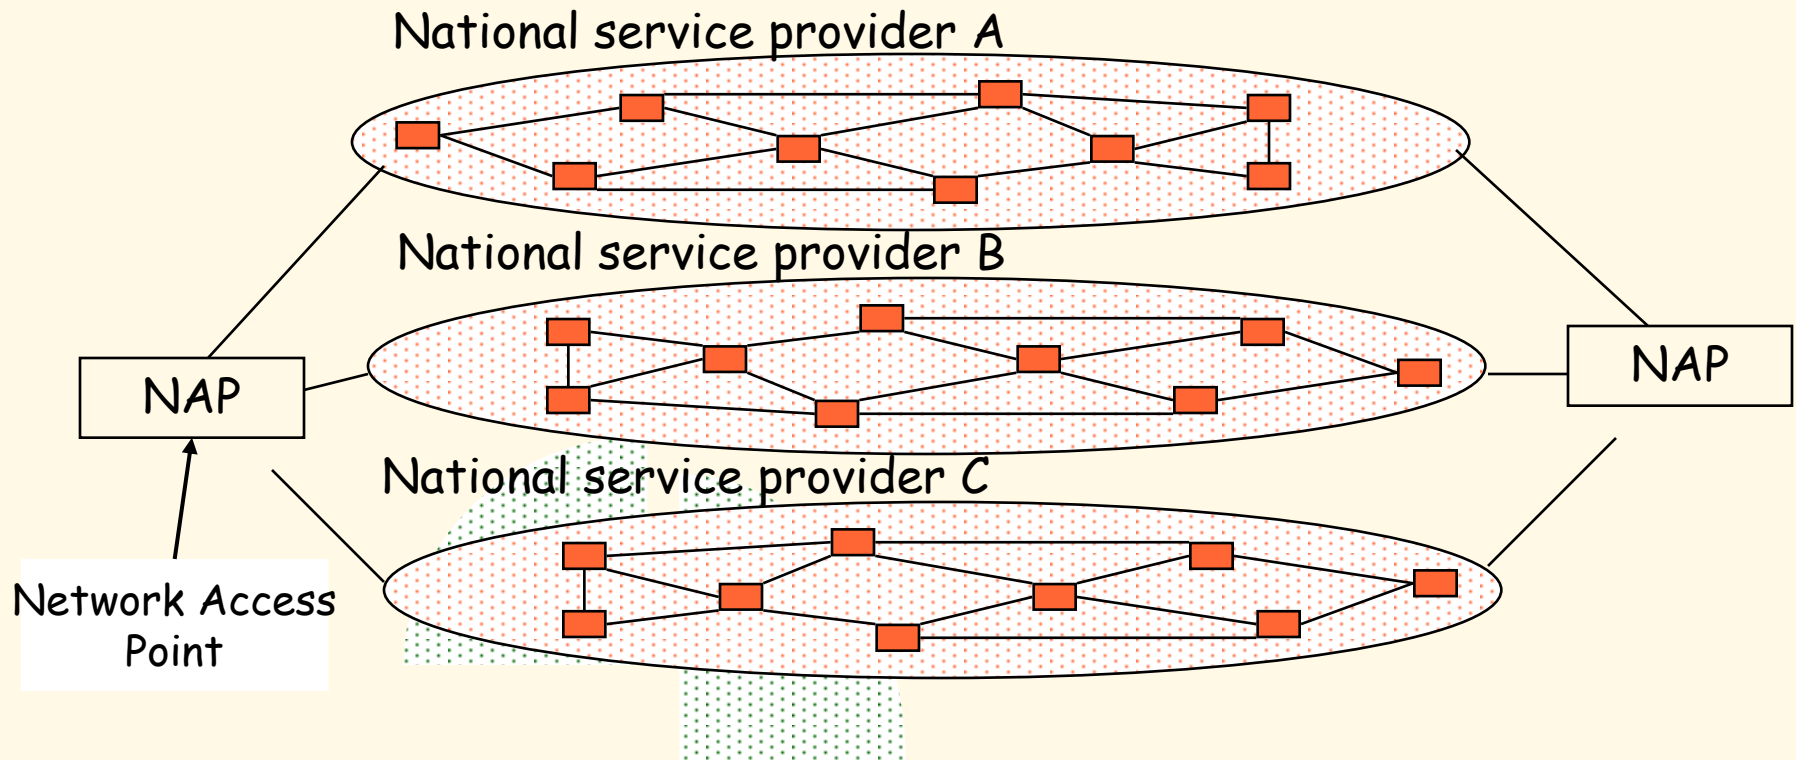 National service provider A
National service provider B
NAP
NAP
National service provider C
Network Access
Point